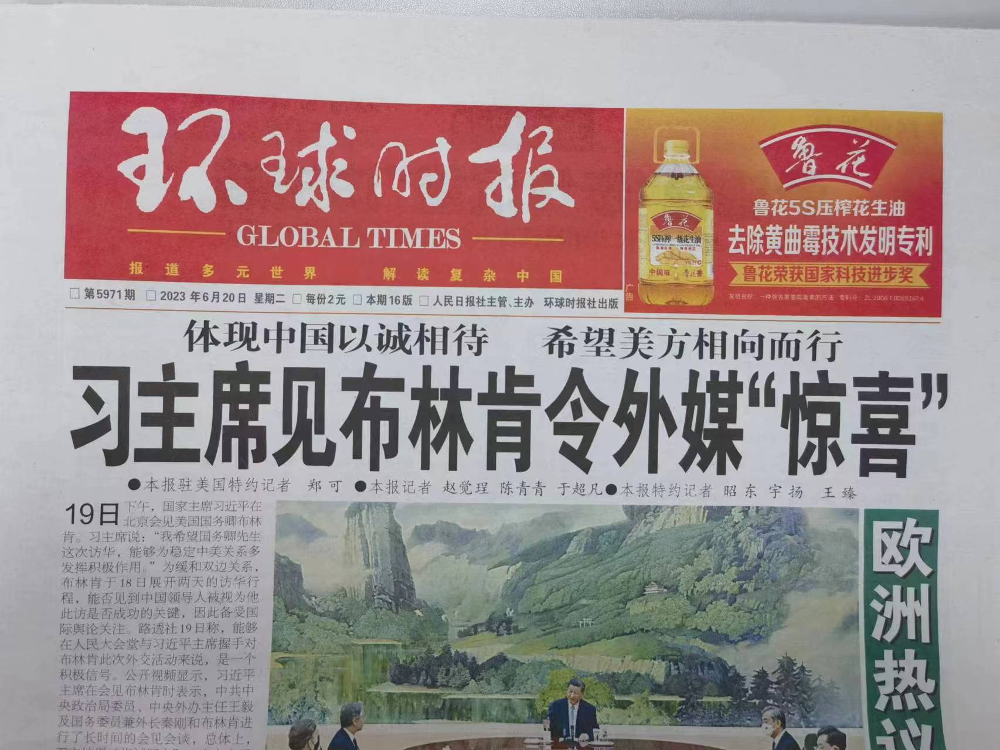 环球时报
GLOBAL TIMES
报道多元世界 解读复杂中国
□ 第5971期 □ 2023年6月20日 星期二 □ 每份2元 □ 本期16版 □ 人民日报社主管、主办 环球时报社出版
鲁花
鲁花5S压榨花生油
去除黄曲霉技术发明专利
鲁花荣获国家科技进步奖
发明名称:一种除去黄曲霉毒素的方法 专利号:ZL 2006 1 0069247.4
广告
鲁花
5S压榨一级花生油
中国味 鲁花香
体现中国以诚相待 希望美方相向而行
习主席见布林肯令外媒“惊喜”
●本报驻美国特约记者 郑可 ●本报记者 赵觉珵 陈青青 于超凡●本报特约记者 昭东 宇扬 王臻
19日下午,国家主席习近平在
北京会见美国国务卿布林
肯。习主席说:“我希望国务卿先生
这次访华,能够为稳定中美关系多
发挥积极作用。”为缓和双边关系,
布林肯于18日展开两天的访华行
程,能否见到中国领导人被视为他
此访是否成功的关键,因此备受国
际舆论关注。路透社19日称,能够
在人民大会堂与习近平主席握手对
布林肯此次外交活动来说,是一个
积极信号。公开视频显示,习近平
主席在会见布林肯时表示,中共中
央政治局委员、中央外办主任王毅
及国务委员兼外长秦刚和布林肯进
行了长时间的会见会谈,总体上,
欧洲热议